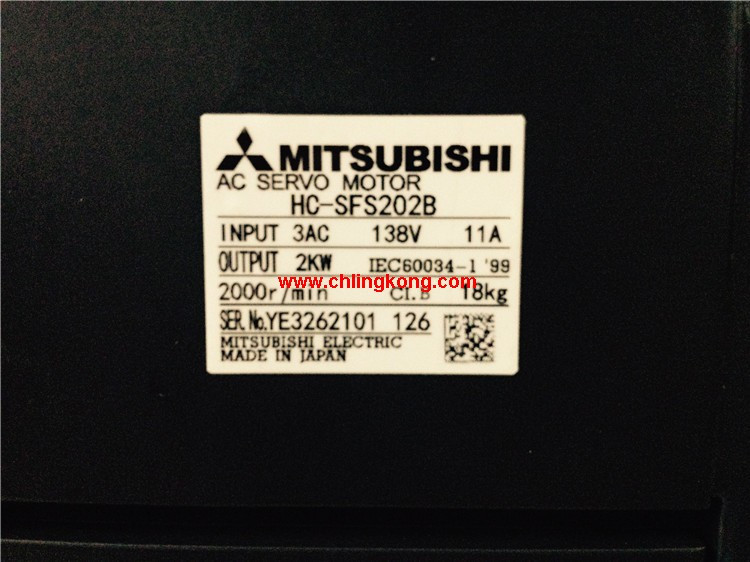 MITSUBISHI
AC SERVO MOTOR
HC-SFS202B
INPUT 3AC 138V 11A
OUTPUT 2KW IEC60034-1 '99
www.chlingkong.com
2000r/min CI.B 18kg
SER.No.YE3262101 126
MITSUBISHI ELECTRIC
MADE IN JAPAN